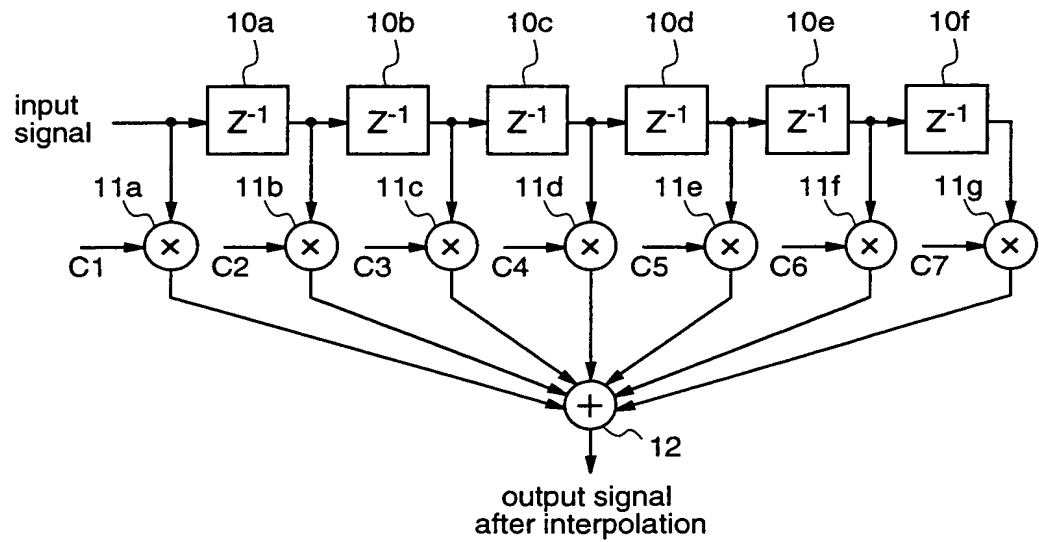 10a 10b 10c 10d 10e 10f
input
signal
Z-1 Z-1 Z-1 Z-1 Z-1 Z-1
11a 11b 11c 11d 11e 11f 11g
× × × × × × ×
C1 C2 C3 C4 C5 C6 C7
+
12
output signal
after interpolation